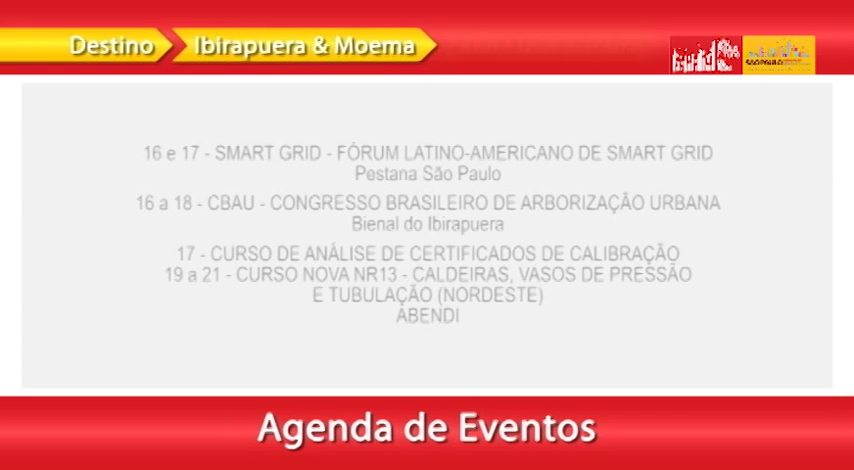 Destino
Ibirapuera & Moema
SÃO PAULO
16 e 17 - SMART GRID - FÓRUM LATINO-AMERICANO DE SMART GRID
Pestana São Paulo
16 a 18 - CBAU - CONGRESSO BRASILEIRO DE ARBORIZAÇÃO URBANA
Bienal do Ibirapuera
17 - CURSO DE ANÁLISE DE CERTIFICADOS DE CALIBRAÇÃO
19 a 21 - CURSO NOVA NR13 - CALDEIRAS, VASOS DE PRESSÃO
E TUBULAÇÃO (NORDESTE)
ABENDI
Agenda de Eventos